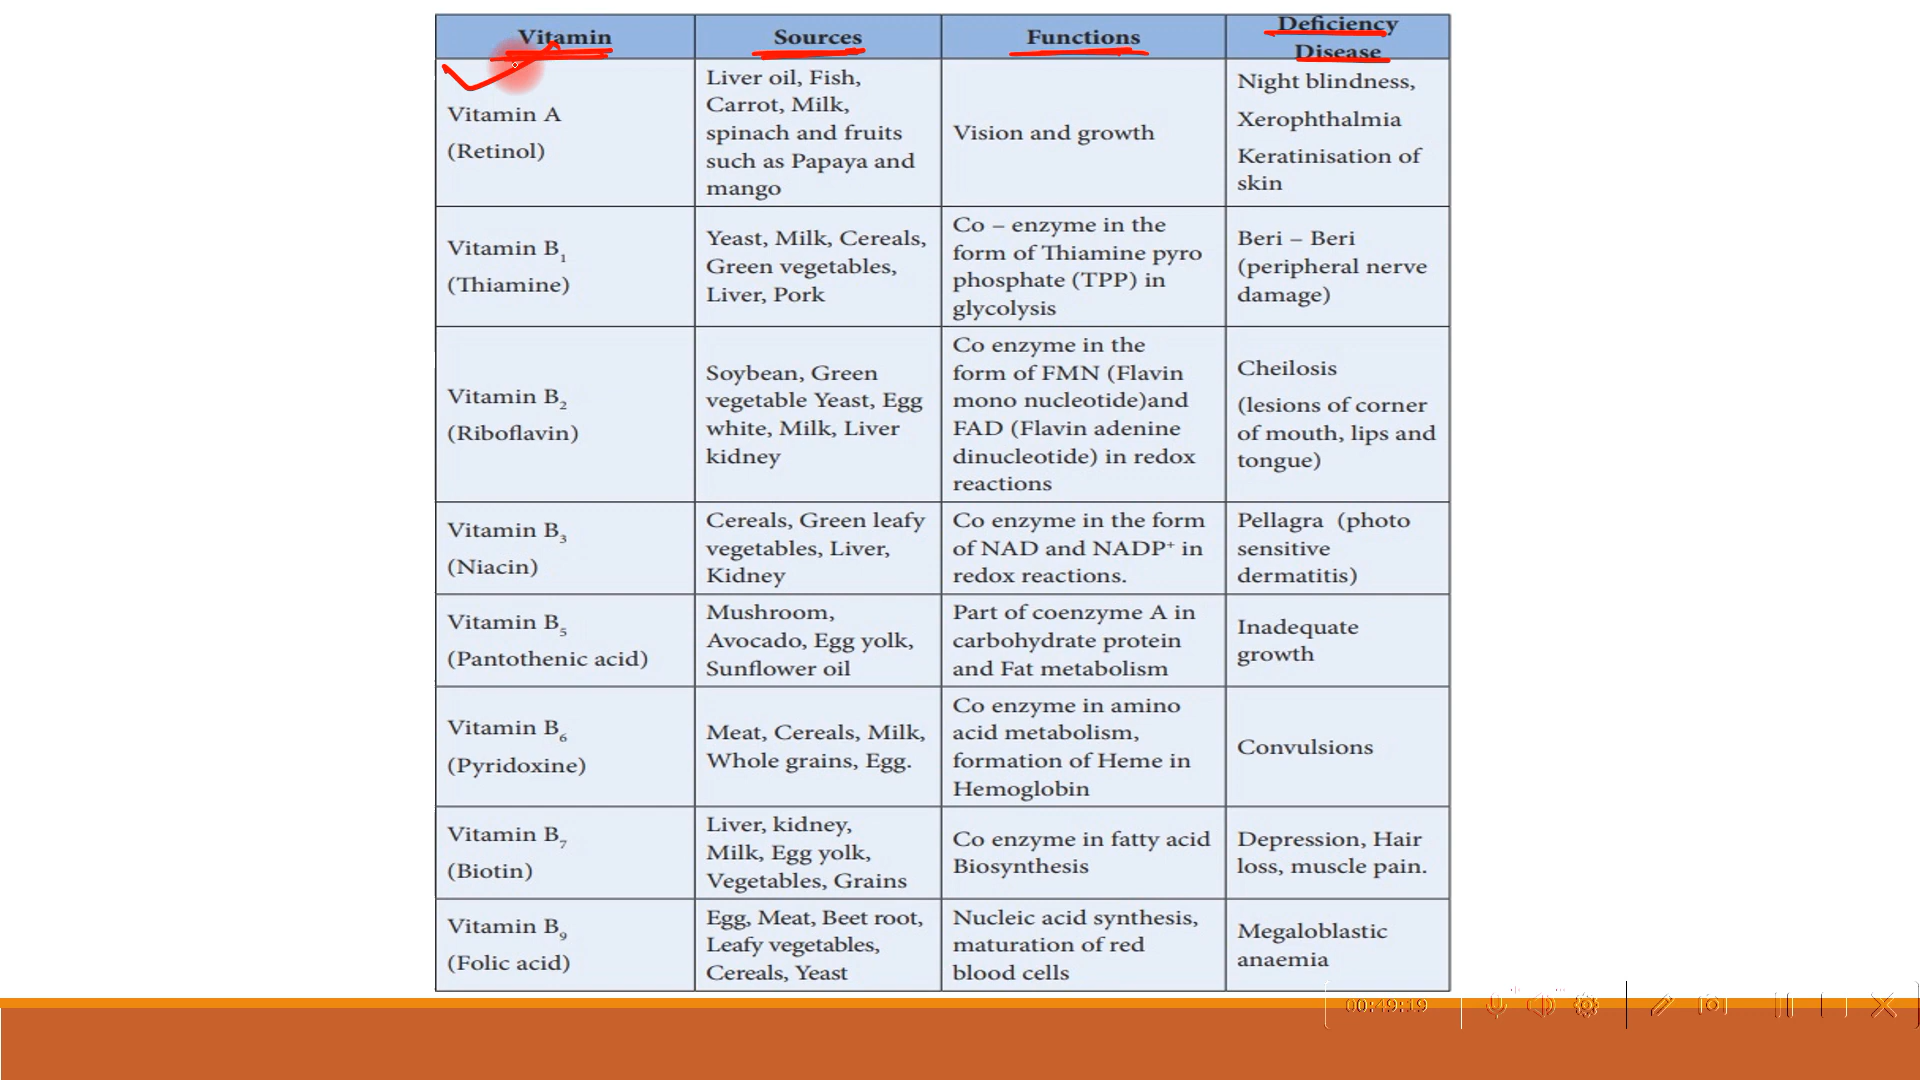 Vitamin
Sources
Functions
Deficiency
Disease
Vitamin A
(Retinol)
Liver oil, Fish,
Carrot, Milk,
spinach and fruits
such as Papaya and
mango
Vision and growth
Night blindness,
Xerophthalmia
Keratinisation of
skin
Vitamin B₁
(Thiamine)
Yeast, Milk, Cereals,
Green vegetables,
Liver, Pork
Co – enzyme in the
form of Thiamine pyro
phosphate (TPP) in
glycolysis
Beri – Beri
(peripheral nerve
damage)
Vitamin B₂
(Riboflavin)
Soybean, Green
vegetable Yeast, Egg
white, Milk, Liver
kidney
Co enzyme in the
form of FMN (Flavin
mono nucleotide)and
FAD (Flavin adenine
dinucleotide) in redox
reactions
Cheilosis
(lesions of corner
of mouth, lips and
tongue)
Vitamin B₃
(Niacin)
Cereals, Green leafy
vegetables, Liver,
Kidney
Co enzyme in the form
of NAD and NADP⁺ in
redox reactions.
Pellagra (photo
sensitive
dermatitis)
Vitamin B₅
(Pantothenic acid)
Mushroom,
Avocado, Egg yolk,
Sunflower oil
Part of coenzyme A in
carbohydrate protein
and Fat metabolism
Inadequate
growth
Vitamin B₆
(Pyridoxine)
Meat, Cereals, Milk,
Whole grains, Egg.
Co enzyme in amino
acid metabolism,
formation of Heme in
Hemoglobin
Convulsions
Vitamin B₇
(Biotin)
Liver, kidney,
Milk, Egg yolk,
Vegetables, Grains
Co enzyme in fatty acid
Biosynthesis
Depression, Hair
loss, muscle pain.
Vitamin B₉
(Folic acid)
Egg, Meat, Beet root,
Leafy vegetables,
Cereals, Yeast
Nucleic acid synthesis,
maturation of red
blood cells
Megaloblastic
anaemia
00:49:19